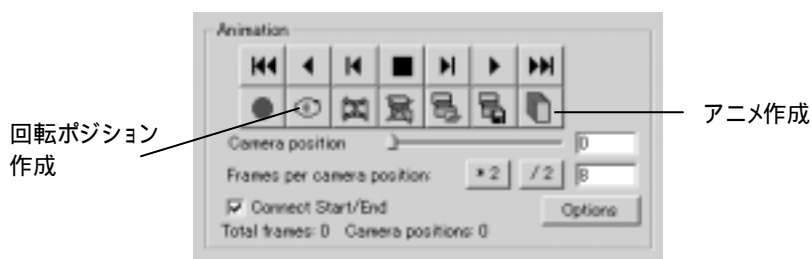 Animation
回転ポジション
作成
アニメ作成
Camera position
0
Frames per camera position:
* 2
/ 2
8
Connect Start/End
Options
Total frames: 0 Camera positions: 0